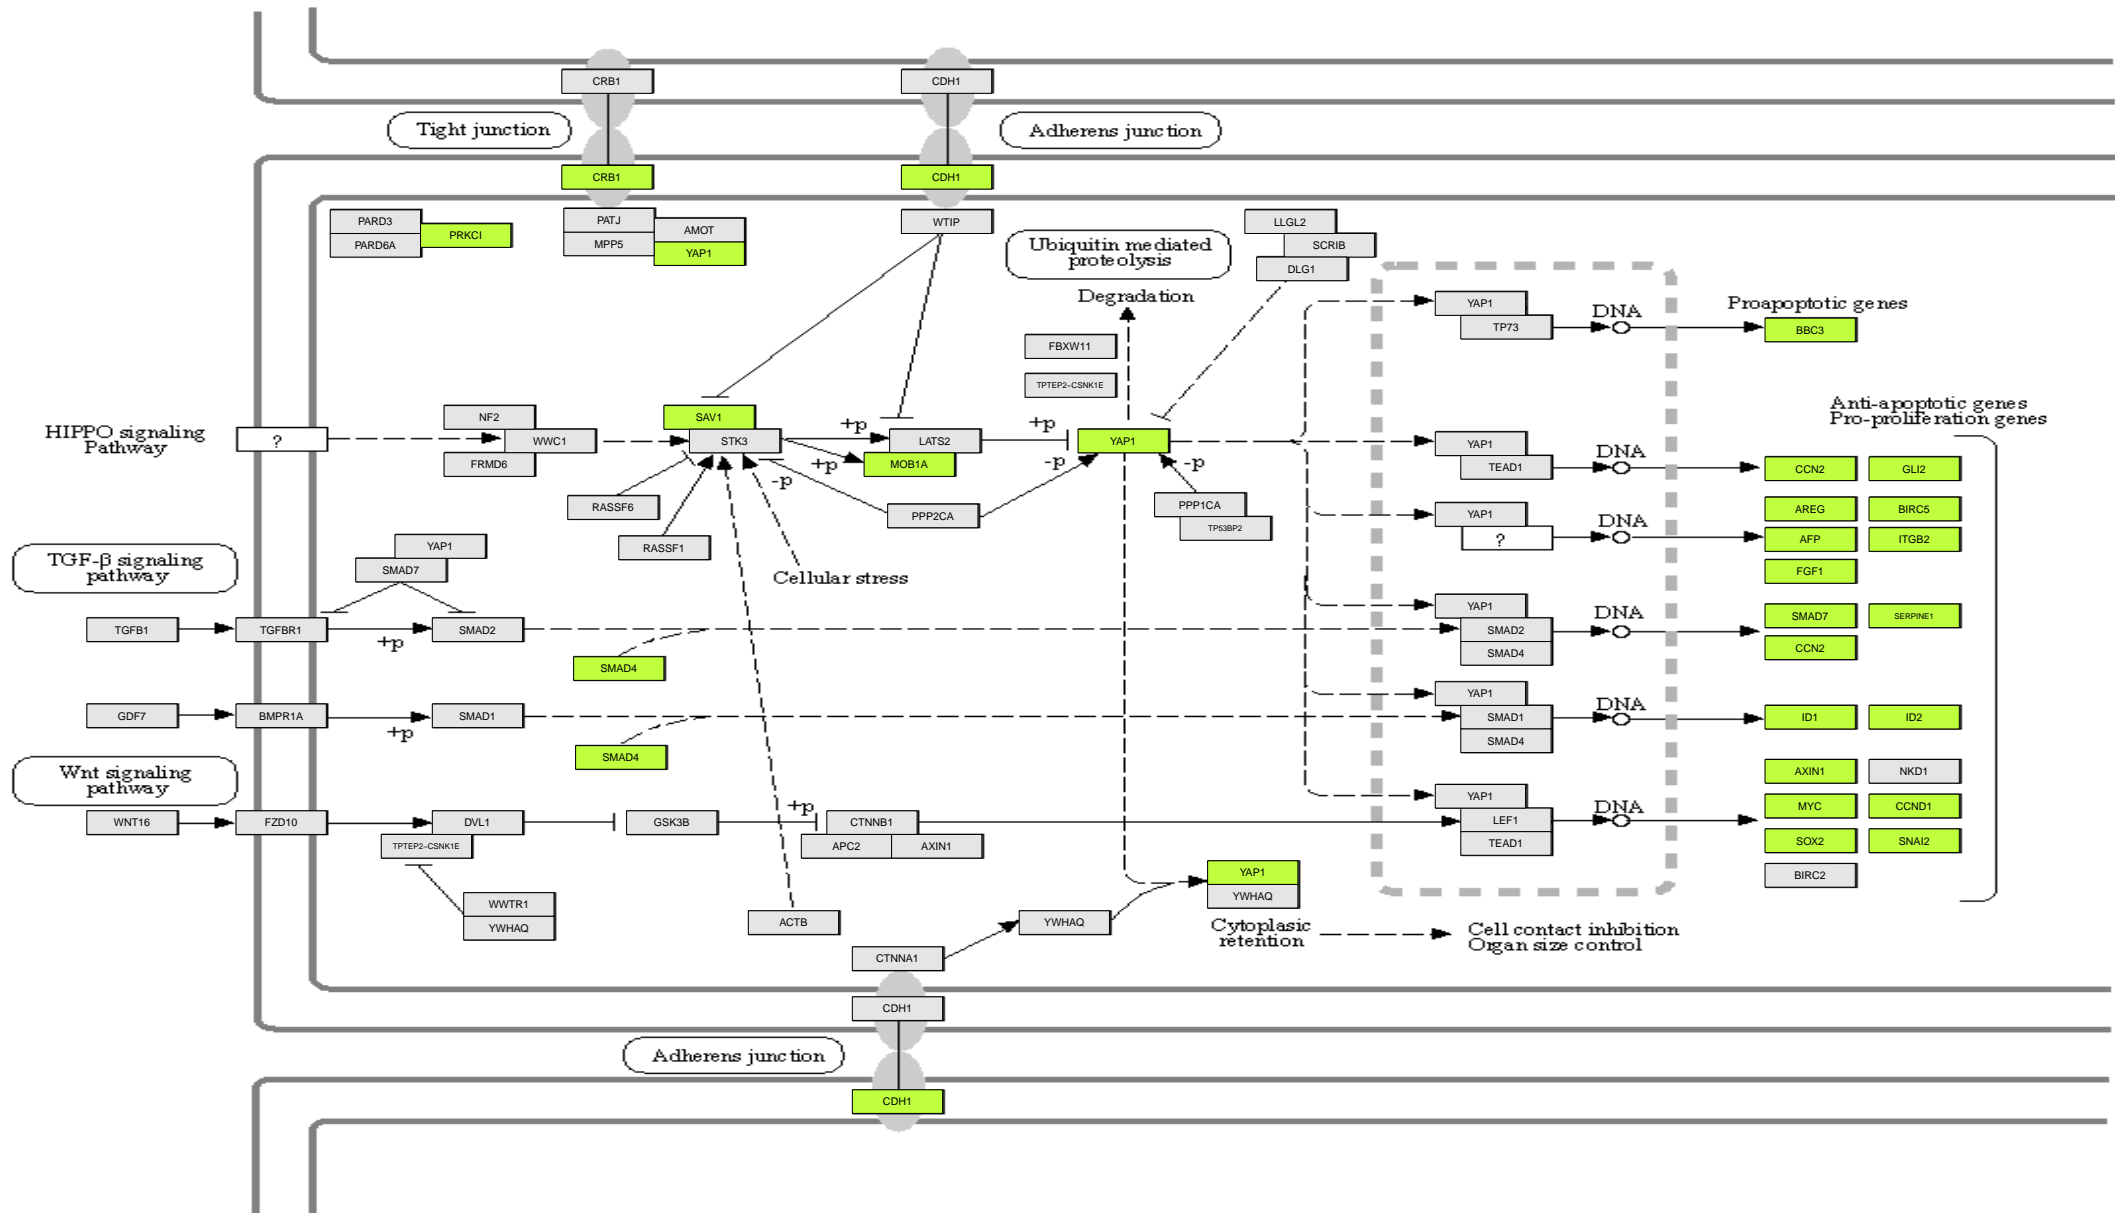 CRB1
CDH1
Tight junction
Adherens junction
CRB1
CDH1
PARD3
PARD6A
PRKCI
PATJ
MPP5
AMOT
YAP1
WTIP
Ubiquitin mediated
proteolysis
LLGL2
SCRIB
DLG1
Degradation
FBXW11
TPTEP2-CSNK1E
YAP1
TP73
DNA
Proapoptotic genes
BBC3
Anti-apoptotic genes
Pro-proliferation genes
HIPPO signaling
Pathway
?
NF2
WWC1
FRMD6
SAV1
STK3
+p
+p
-p
LATS2
MOB1A
+p
-p
YAP1
-p
RASSF6
RASSF1
PPP2CA
PPP1CA
TP53BP2
Cellular stress
YAP1
TEAD1
DNA
CCN2
GLI2
YAP1
?
DNA
AREG
BIRC5
AFP
ITGB2
FGF1
TGF-β signaling
pathway
YAP1
SMAD7
TGFB1
TGFBR1
+p
SMAD2
SMAD4
YAP1
SMAD2
SMAD4
DNA
SMAD7
SERPINE1
CCN2
GDF7
BMPR1A
+p
SMAD1
SMAD4
YAP1
SMAD1
SMAD4
DNA
ID1
ID2
Wnt signaling
pathway
WNT16
FZD10
DVL1
TPTEP2-CSNK1E
GSK3B
+p
CTNNB1
APC2
AXIN1
YAP1
LEF1
TEAD1
DNA
AXIN1
NKD1
MYC
CCND1
SOX2
SNAI2
BIRC2
WWTR1
YWHAQ
ACTB
YWHAQ
YAP1
YWHAQ
Cytoplasic
retention
Cell contact inhibition
Organ size control
CTNNA1
CDH1
Adherens junction
CDH1